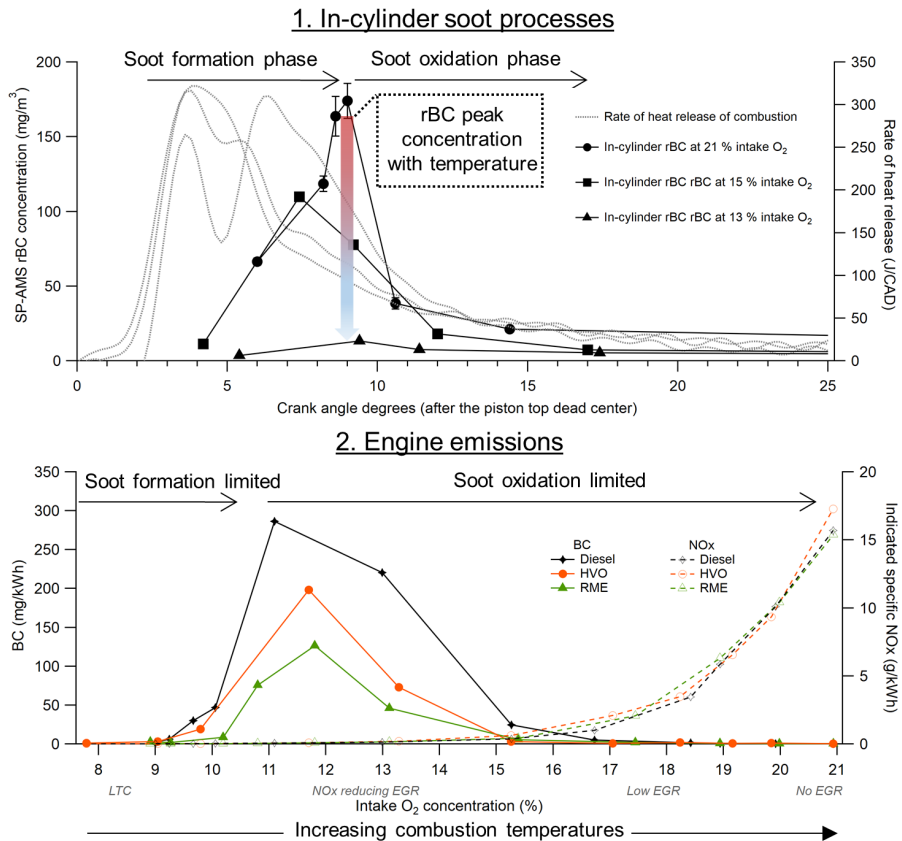 1. In-cylinder soot processes
Soot formation phase
Soot oxidation phase
200
150
100
50
0
SP-AMS rBC concentration (mg/m³)
rBC peak
concentration
with temperature
Rate of heat release of combustion
In-cylinder rBC at 21 % intake O₂
In-cylinder rBC rBC at 15 % intake O₂
In-cylinder rBC rBC at 13 % intake O₂
350
300
250
200
150
100
50
0
Rate of heat release
(J/CAD)
0 5 10 15 20 25
Crank angle degrees (after the piston top dead center)
2. Engine emissions
Soot formation limited
Soot oxidation limited
350
300
250
200
150
100
50
0
BC (mg/kWh)
BC NOx
Diesel Diesel
HVO HVO
RME RME
20
15
10
5
0
Indicated specific NOx
(g/kWh)
8 9 10 11 12 13 14 15 16 17 18 19 20 21
LTC NOx reducing EGR Low EGR No EGR
Intake O₂ concentration (%)
Increasing combustion temperatures